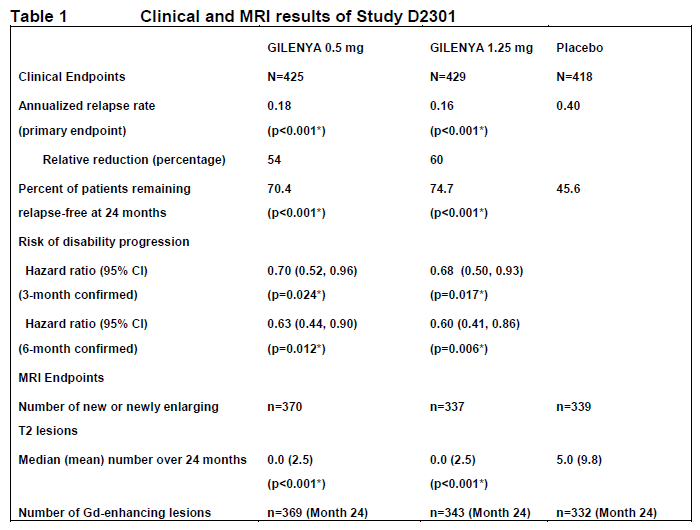 Table 1 Clinical and MRI results of Study D2301
GILENYA 0.5 mg GILENYA 1.25 mg Placebo
Clinical Endpoints N=425 N=429 N=418
Annualized relapse rate 0.18 0.16 0.40
(primary endpoint) (p<0.001*) (p<0.001*)
Relative reduction (percentage) 54 60
Percent of patients remaining 70.4 74.7 45.6
relapse-free at 24 months (p<0.001*) (p<0.001*)
Risk of disability progression
Hazard ratio (95% CI) 0.70 (0.52, 0.96) 0.68 (0.50, 0.93)
(3-month confirmed) (p=0.024*) (p=0.017*)
Hazard ratio (95% CI) 0.63 (0.44, 0.90) 0.60 (0.41, 0.86)
(6-month confirmed) (p=0.012*) (p=0.006*)
MRI Endpoints
Number of new or newly enlarging n=370 n=337 n=339
T2 lesions
Median (mean) number over 24 months 0.0 (2.5) 0.0 (2.5) 5.0 (9.8)
(p<0.001*) (p<0.001*)
Number of Gd-enhancing lesions n=369 (Month 24) n=343 (Month 24) n=332 (Month 24)